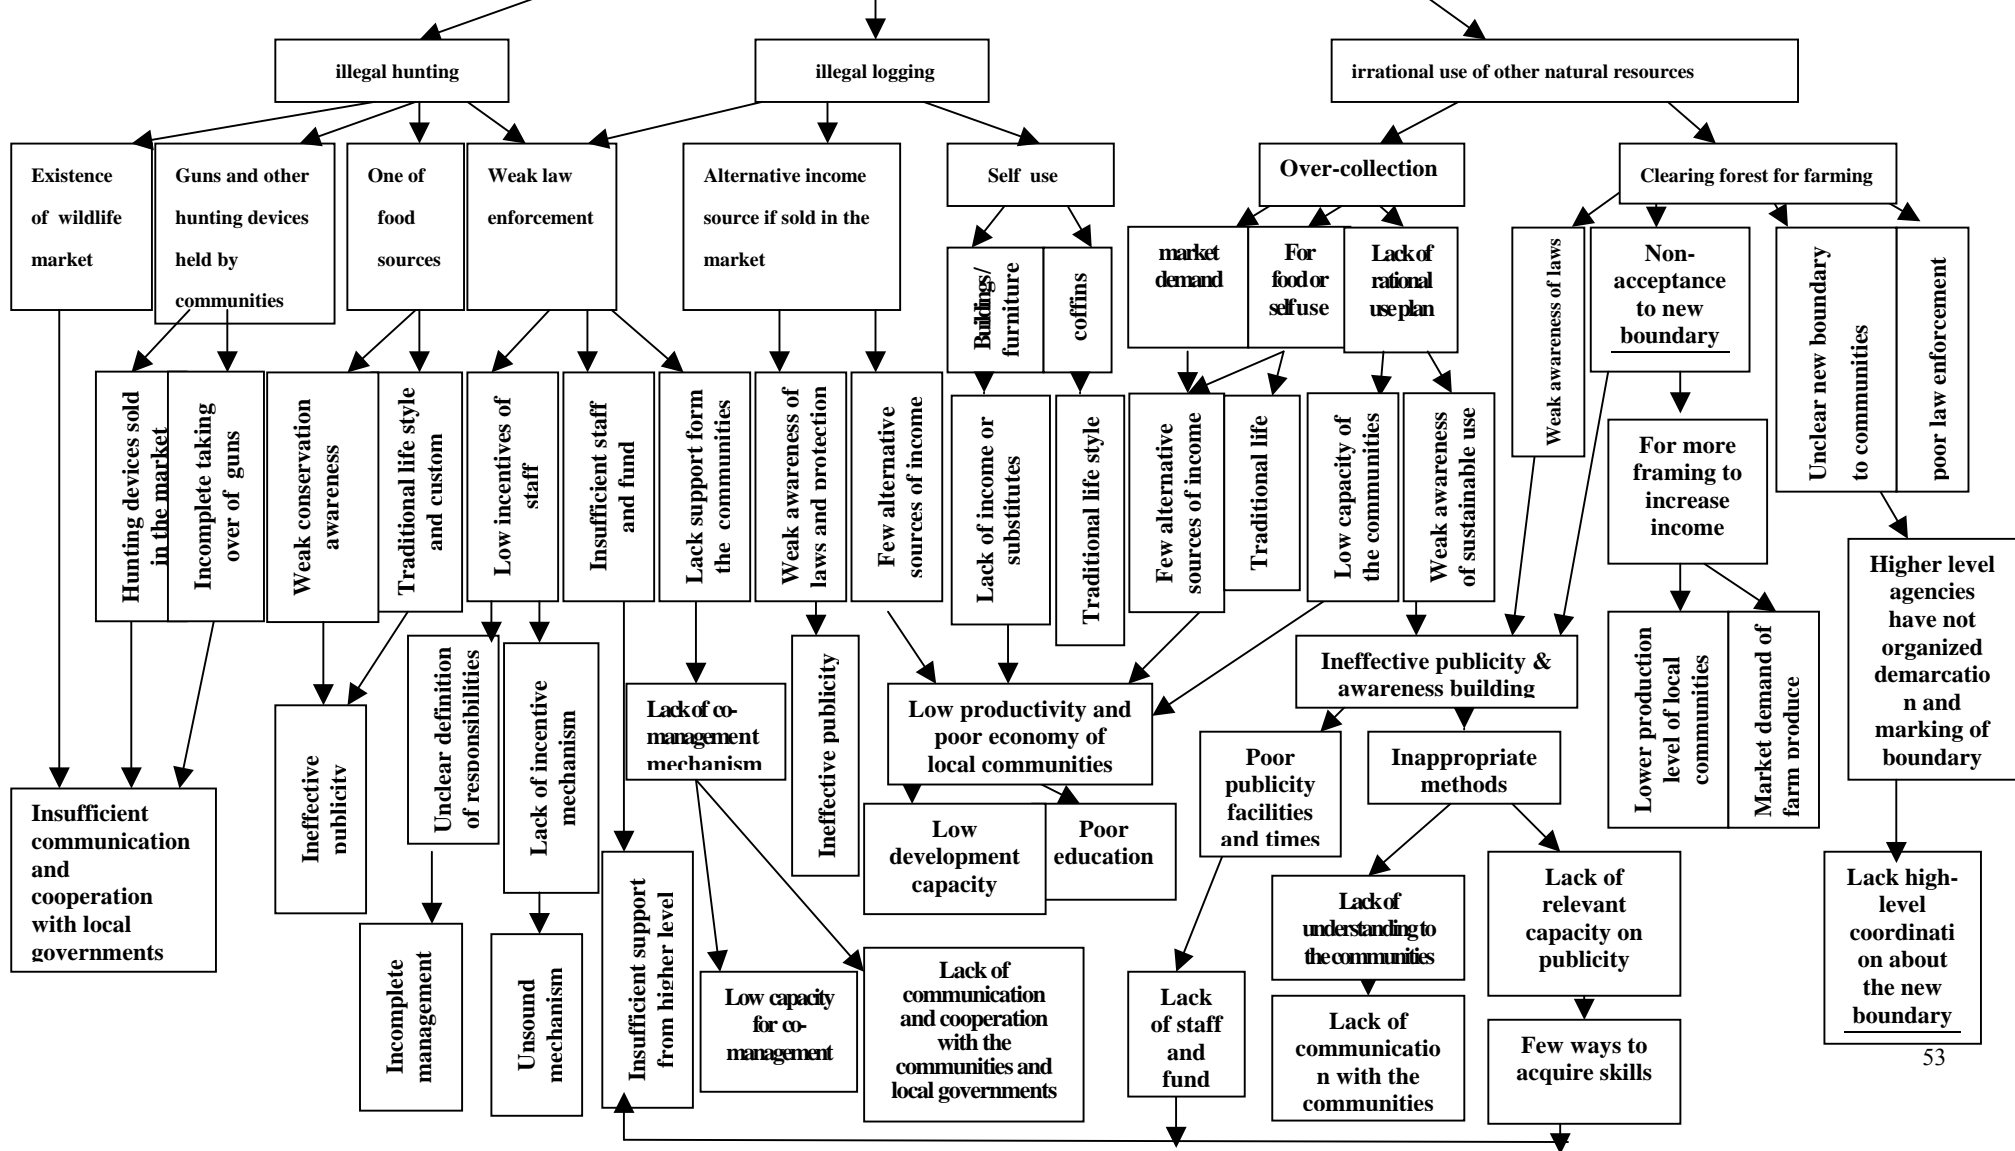 illegal hunting
illegal logging
irrational use of other natural resources
Existence
of wildlife
market
Guns and other
hunting devices
held by
communities
One of
food
sources
Weak law
enforcement
Alternative income
source if sold in the
market
Self use
Over-collection
Clearing forest for farming
Buildings/
furniture
coffins
market
demand
For
food or
self use
Lack of
rational
use plan
Weak awareness of laws
Non-
acceptance
to new
boundary
Unclear new boundary
to communities
poor law enforcement
Hunting devices sold
in the market
Incomplete taking
over of guns
Weak conservation
awareness
Traditional life style
and custom
Low incentives of
staff
Insufficient staff
and fund
Lack support form
the communities
Weak awareness of
laws and protection
Few alternative
sources of income
Lack of income or
substitutes
Traditional life style
Few alternative
sources of income
Traditional life
Low capacity of
the communities
Weak awareness
of sustainable use
For more
framing to
increase
income
Higher level
agencies
have not
organized
demarcatio
n and
marking of
boundary
Ineffective
publicity
Unclear definition
of responsibilities
Lack of incentive
mechanism
Lack of co-
management
mechanism
Ineffective publicity
Low productivity and
poor economy of
local communities
Ineffective publicity &
awareness building
Lower production
level of local
communities
Market demand of
farm produce
Poor
publicity
facilities
and times
Inappropriate
methods
Insufficient
communication
and
cooperation
with local
governments
Low
development
capacity
Poor
education
Incomplete
management
Unsound
mechanism
Insufficient support
from higher level
Low capacity
for co-
management
Lack of
communication
and cooperation
with the
communities and
local governments
Lack
of staff
and
fund
Lack of
understanding to
the communities
Lack of
communicatio
n with the
communities
Lack of
relevant
capacity on
publicity
Few ways to
acquire skills
Lack high-
level
coordinati
on about
the new
boundary
53